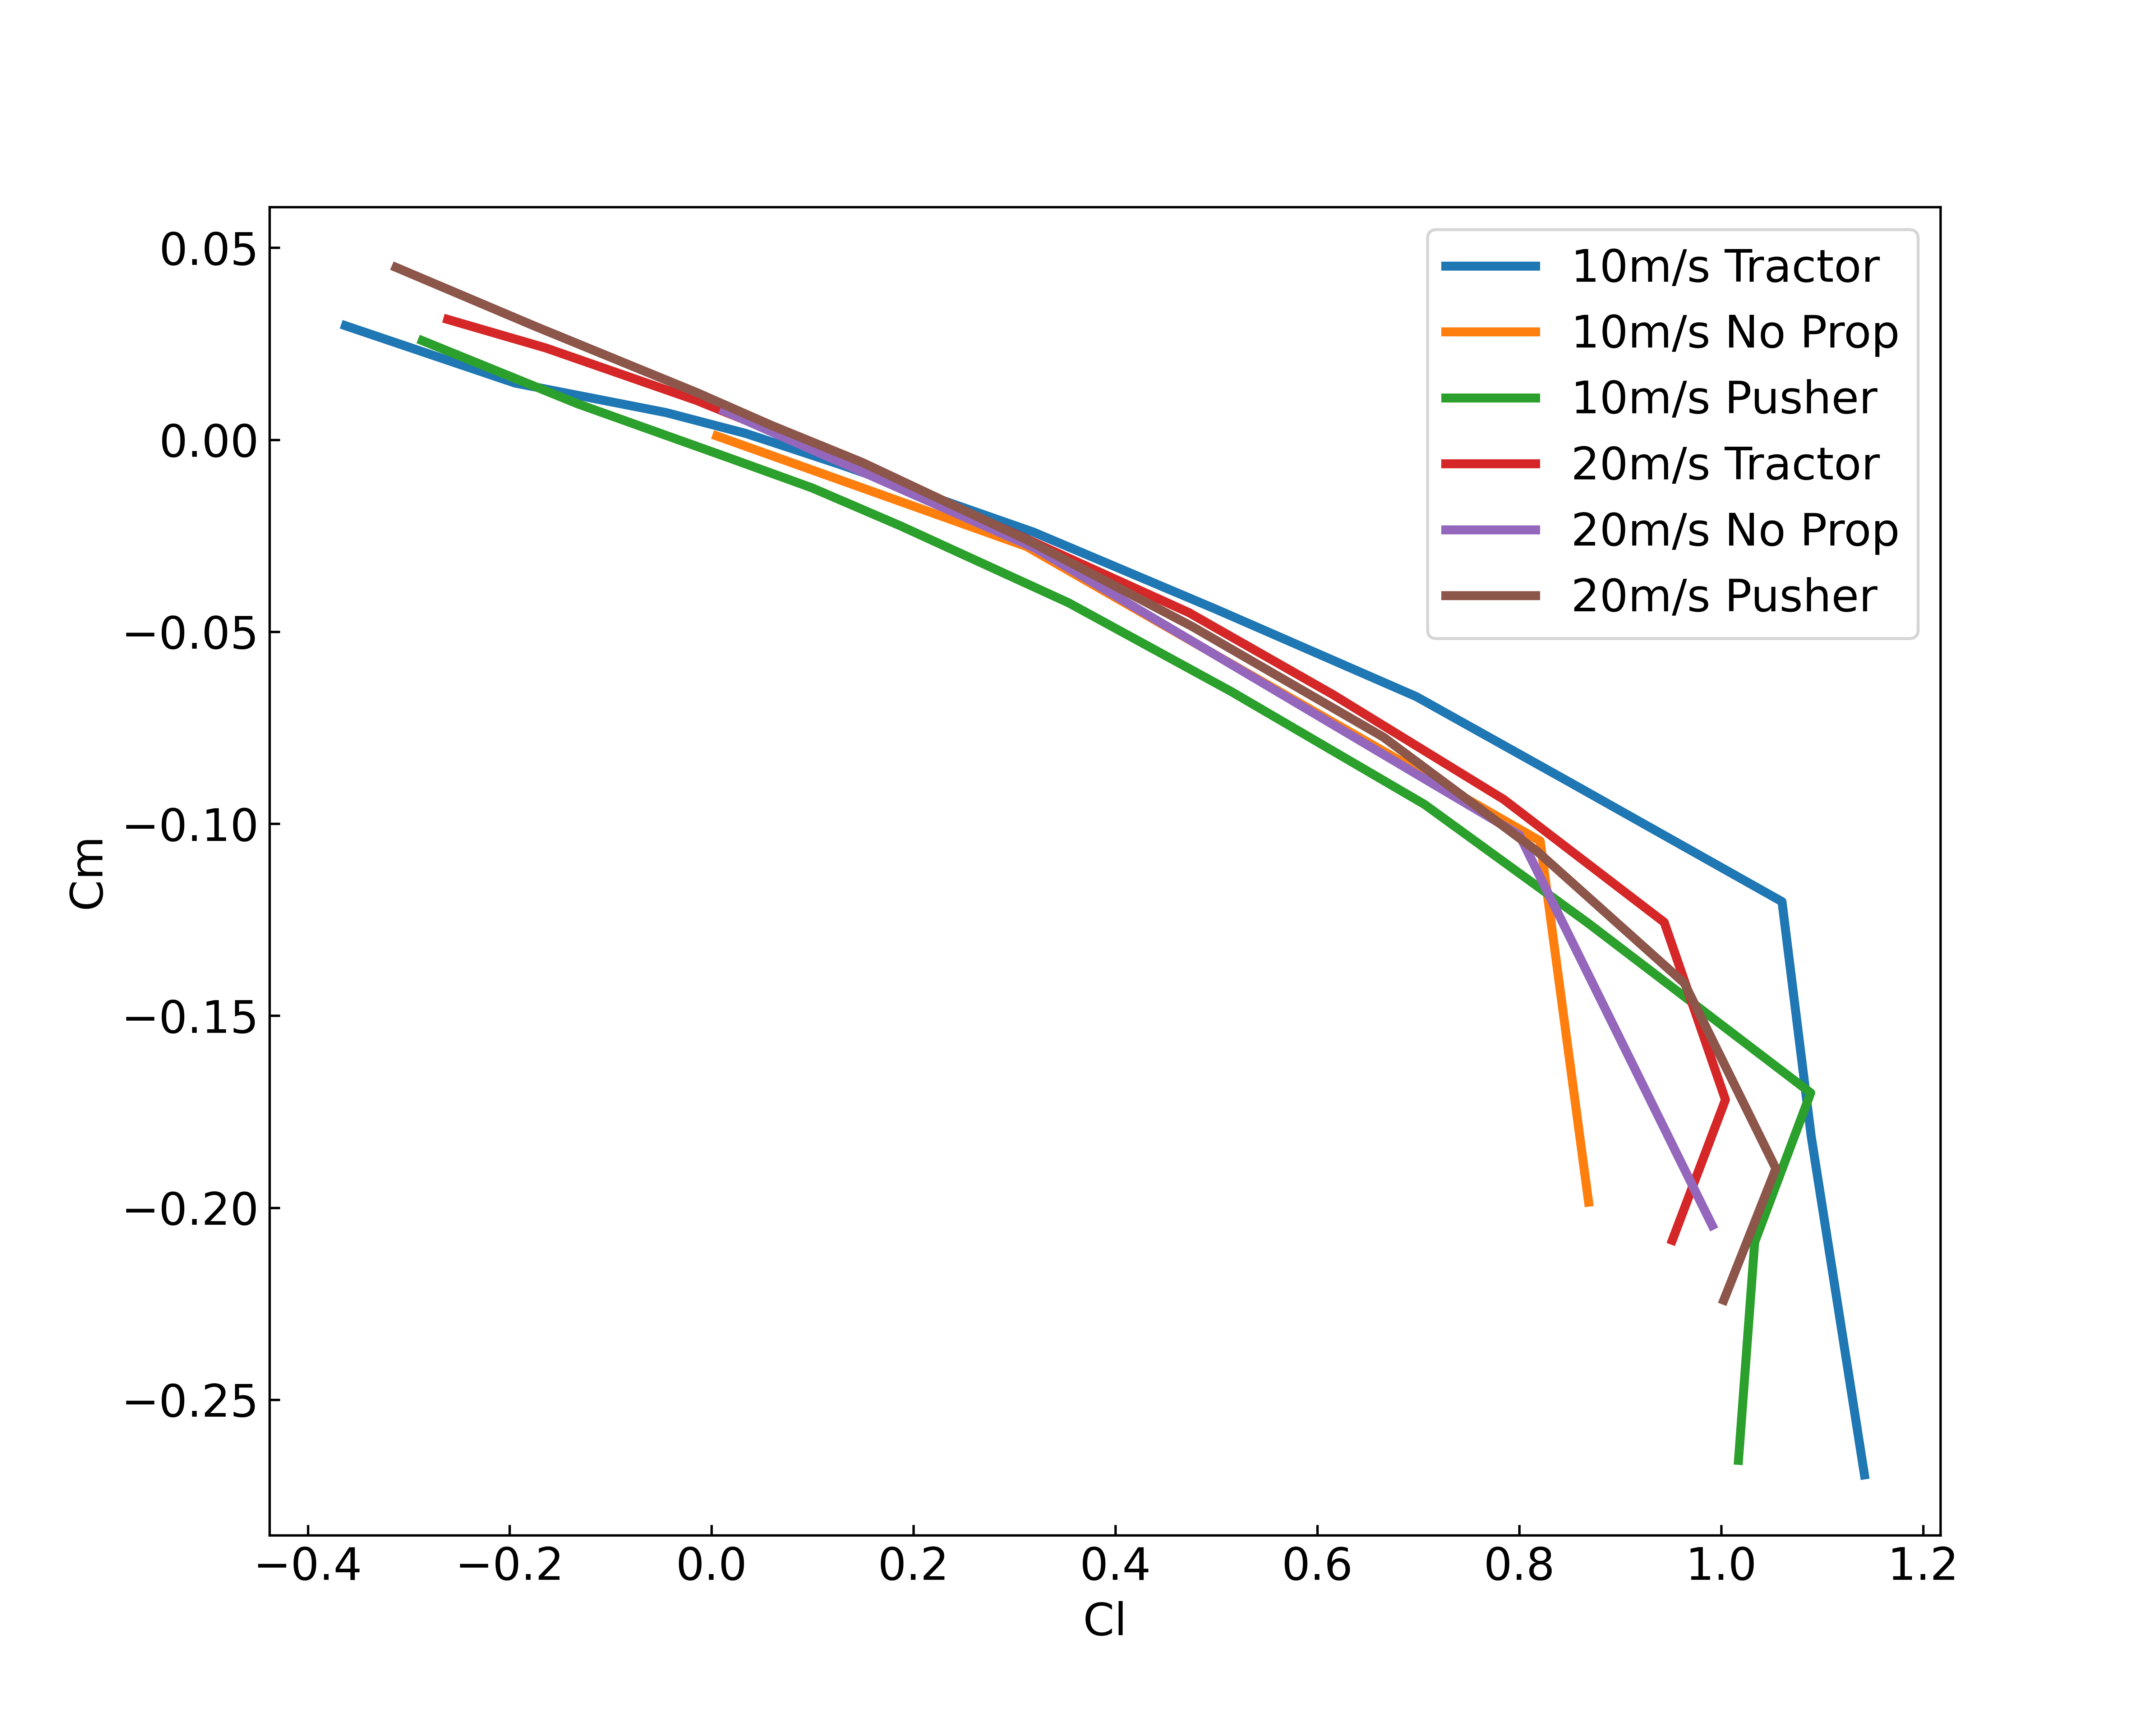 0.05
0.00
−0.05
−0.10
−0.15
−0.20
−0.25
Cm
10m/s Tractor
10m/s No Prop
10m/s Pusher
20m/s Tractor
20m/s No Prop
20m/s Pusher
−0.4 −0.2 0.0 0.2 0.4 0.6 0.8 1.0 1.2
Cl